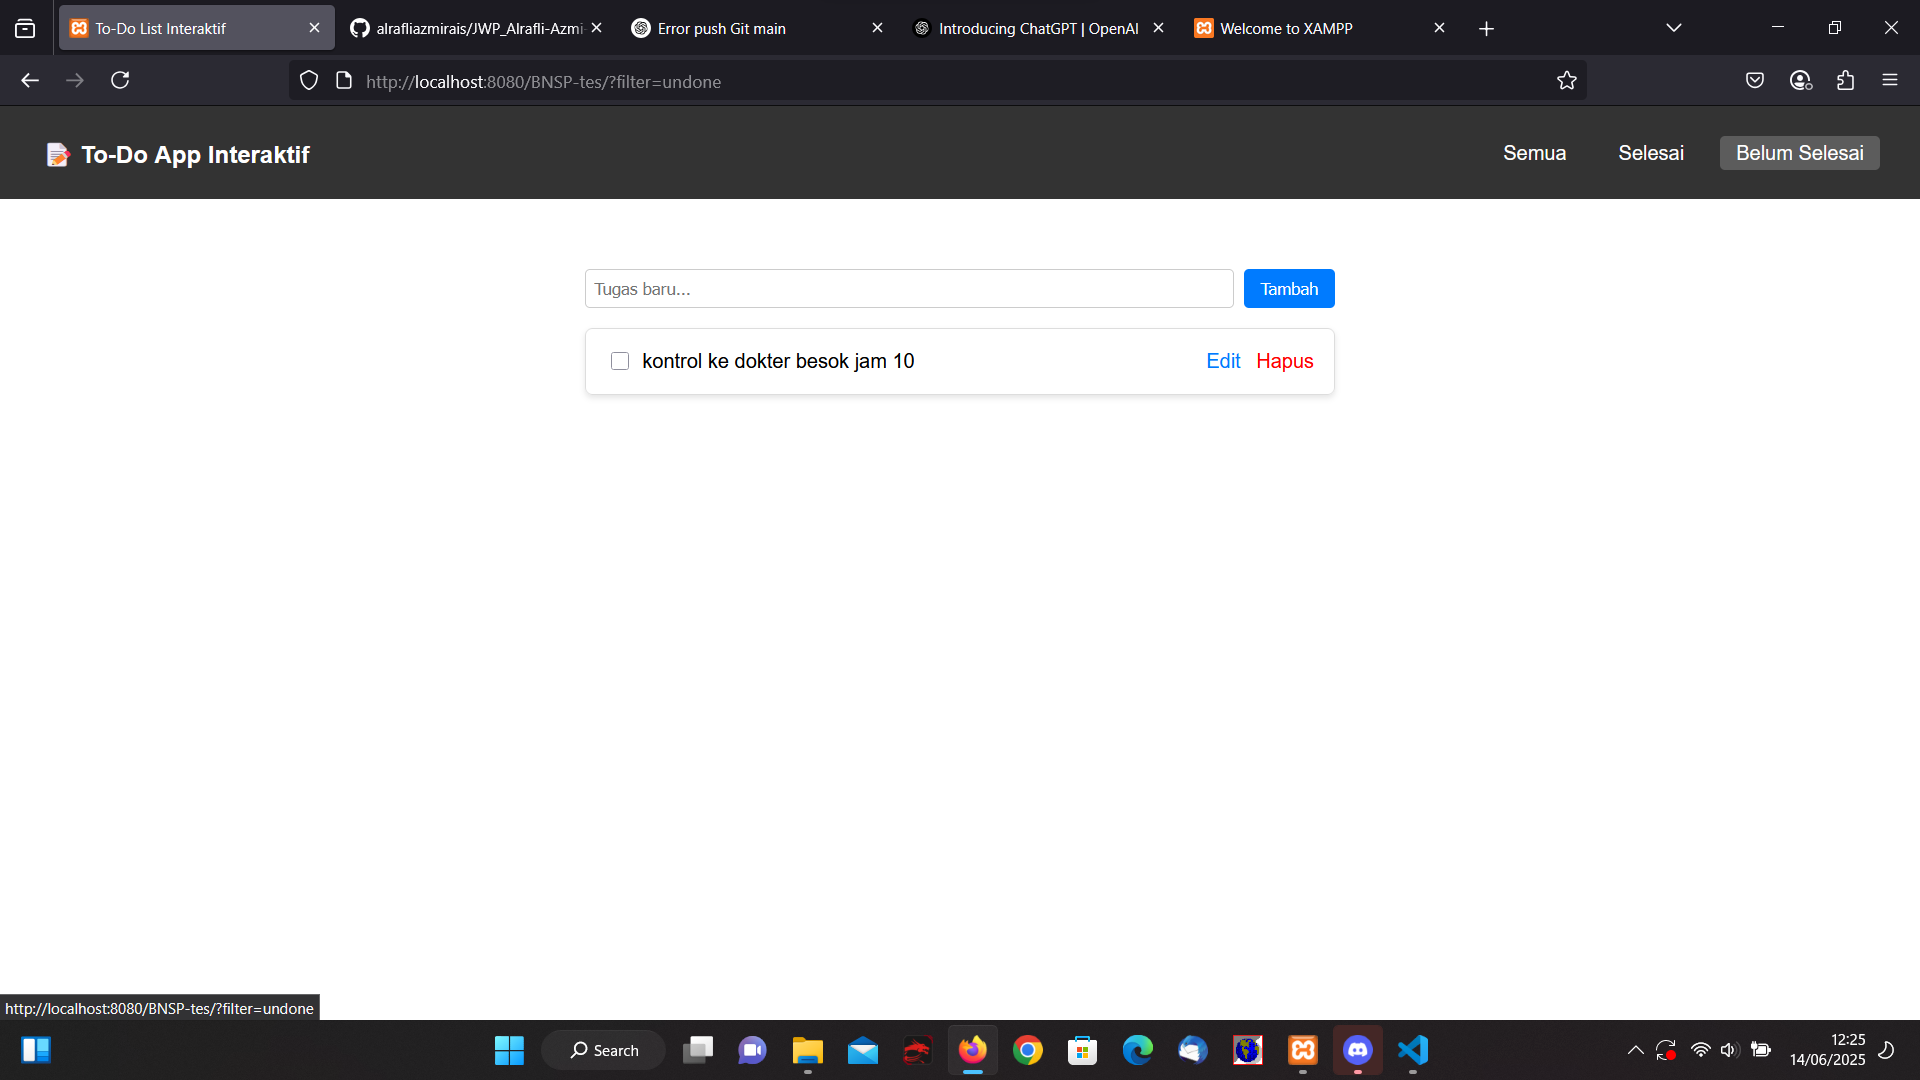 To-Do List Interaktif
alrafliazmirais/JWP_Alrafli-Azmi
Error push Git main
Introducing ChatGPT | OpenAI
Welcome to XAMPP
http://localhost:8080/BNSP-tes/?filter=undone
To-Do App Interaktif
Semua
Selesai
Belum Selesai
Tugas baru...
Tambah
kontrol ke dokter besok jam 10
Edit
Hapus
http://localhost:8080/BNSP-tes/?filter=undone
Search
12:25
14/06/2025